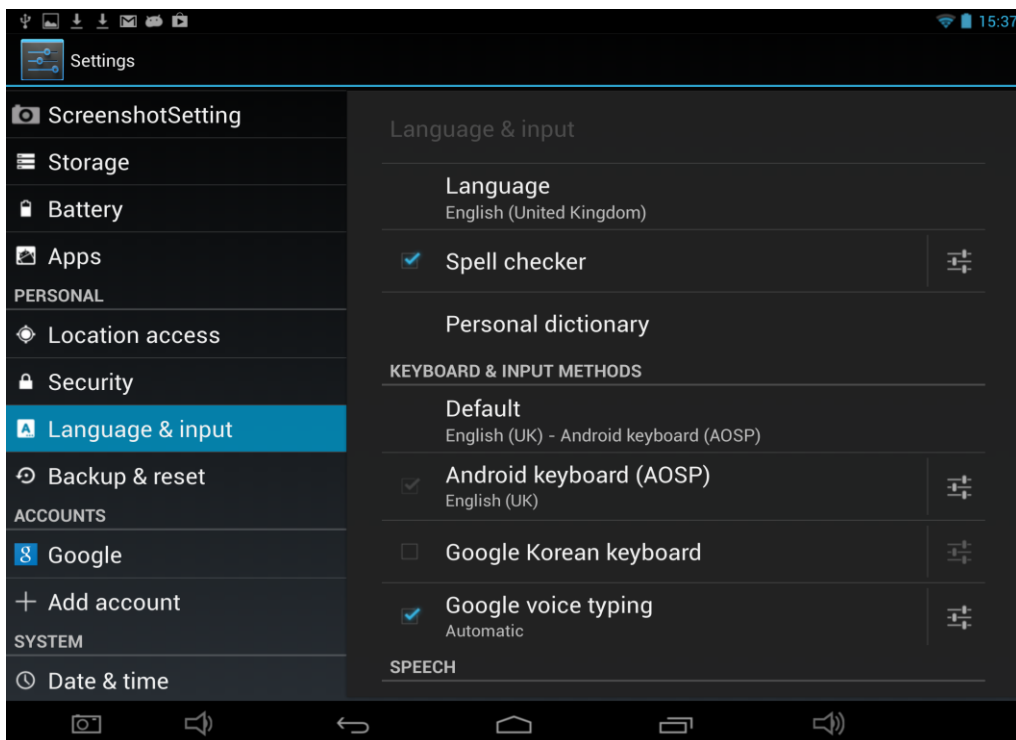 15:37
Settings
ScreenshotSetting
Storage
Battery
Apps
PERSONAL
Location access
Security
Language & input
Backup & reset
ACCOUNTS
Google
Add account
SYSTEM
Date & time
Language & input
Language
English (United Kingdom)
Spell checker
Personal dictionary
KEYBOARD & INPUT METHODS
Default
English (UK) - Android keyboard (AOSP)
Android keyboard (AOSP)
English (UK)
Google Korean keyboard
Google voice typing
Automatic
SPEECH